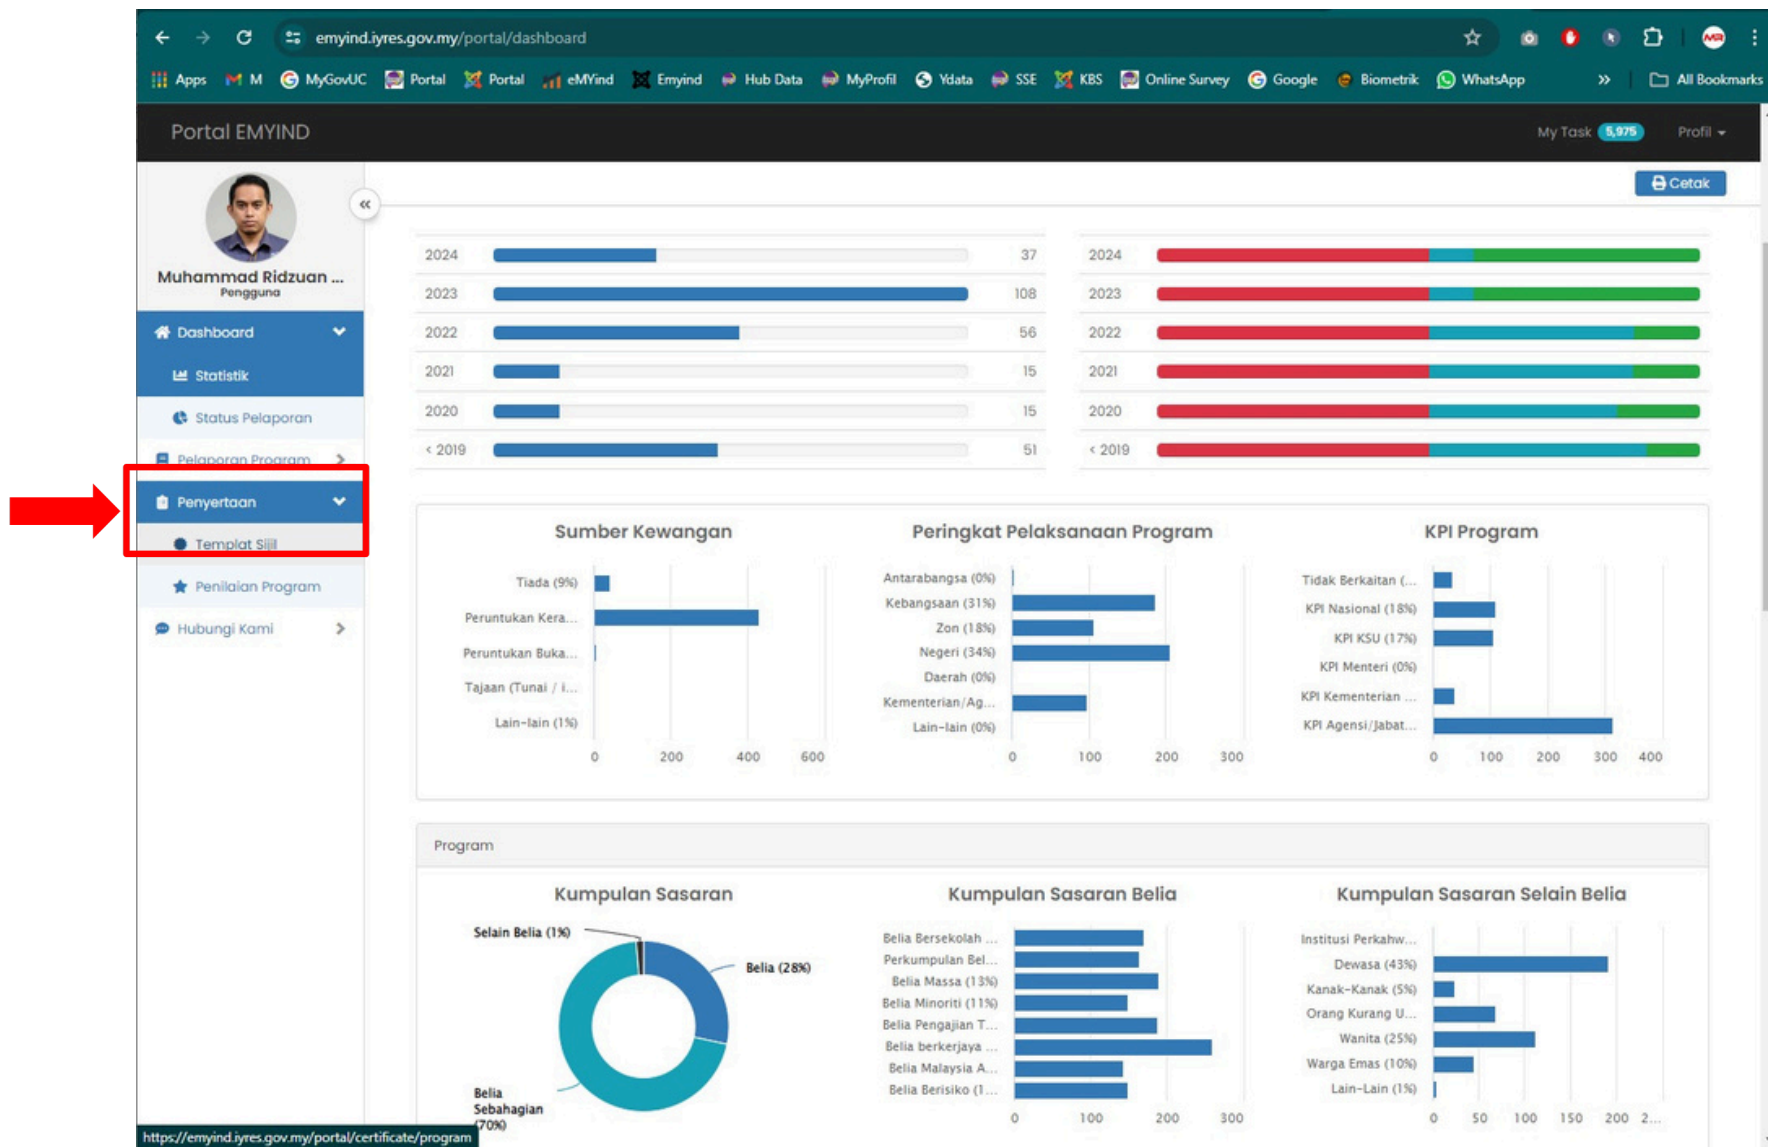 emyind.iyres.gov.my/portal/dashboard
Apps M M MyGovUC Portal Portal eMYind Emyind Hub Data MyProfil Ydata SSE KBS Online Survey Google Biometrik WhatsApp » All Bookmarks
Portal EMYIND My Task 5,975 Profil
Cetak
Muhammad Ridzuan ...
Pengguna
Dashboard
Statistik
Status Pelaporan
Pelaporan Program
Penyertaan
Templat Sijil
Penilaian Program
Hubungi Kami
2024 37
2023 108
2022 56
2021 15
2020 15
< 2019 51
2024
2023
2022
2021
2020
< 2019
Sumber Kewangan
Tiada (9%)
Peruntukan Kera...
Peruntukan Buka...
Tajaan (Tunai / i...
Lain-lain (1%)
0 200 400 600
Peringkat Pelaksanaan Program
Antarabangsa (0%)
Kebangsaan (31%)
Zon (18%)
Negeri (34%)
Daerah (0%)
Kementerian/Ag...
Lain-lain (0%)
0 100 200 300
KPI Program
Tidak Berkaitan (...
KPI Nasional (18%)
KPI KSU (17%)
KPI Menteri (0%)
KPI Kementerian ...
KPI Agensi/Jabat...
0 100 200 300 400
Program
Kumpulan Sasaran
Selain Belia (1%)
Belia (28%)
Belia
Sebahagian
(70%)
Kumpulan Sasaran Belia
Belia Bersekolah ...
Perkumpulan Bel...
Belia Massa (13%)
Belia Minoriti (11%)
Belia Pengajian T...
Belia berkerjaya ...
Belia Malaysia A...
Belia Berisiko (1...
0 100 200 300
Kumpulan Sasaran Selain Belia
Institusi Perkahw...
Dewasa (43%)
Kanak-Kanak (5%)
Orang Kurang U...
Wanita (25%)
Warga Emas (10%)
Lain-Lain (1%)
0 50 100 150 200 2...
https://emyind.iyres.gov.my/portal/certificate/program